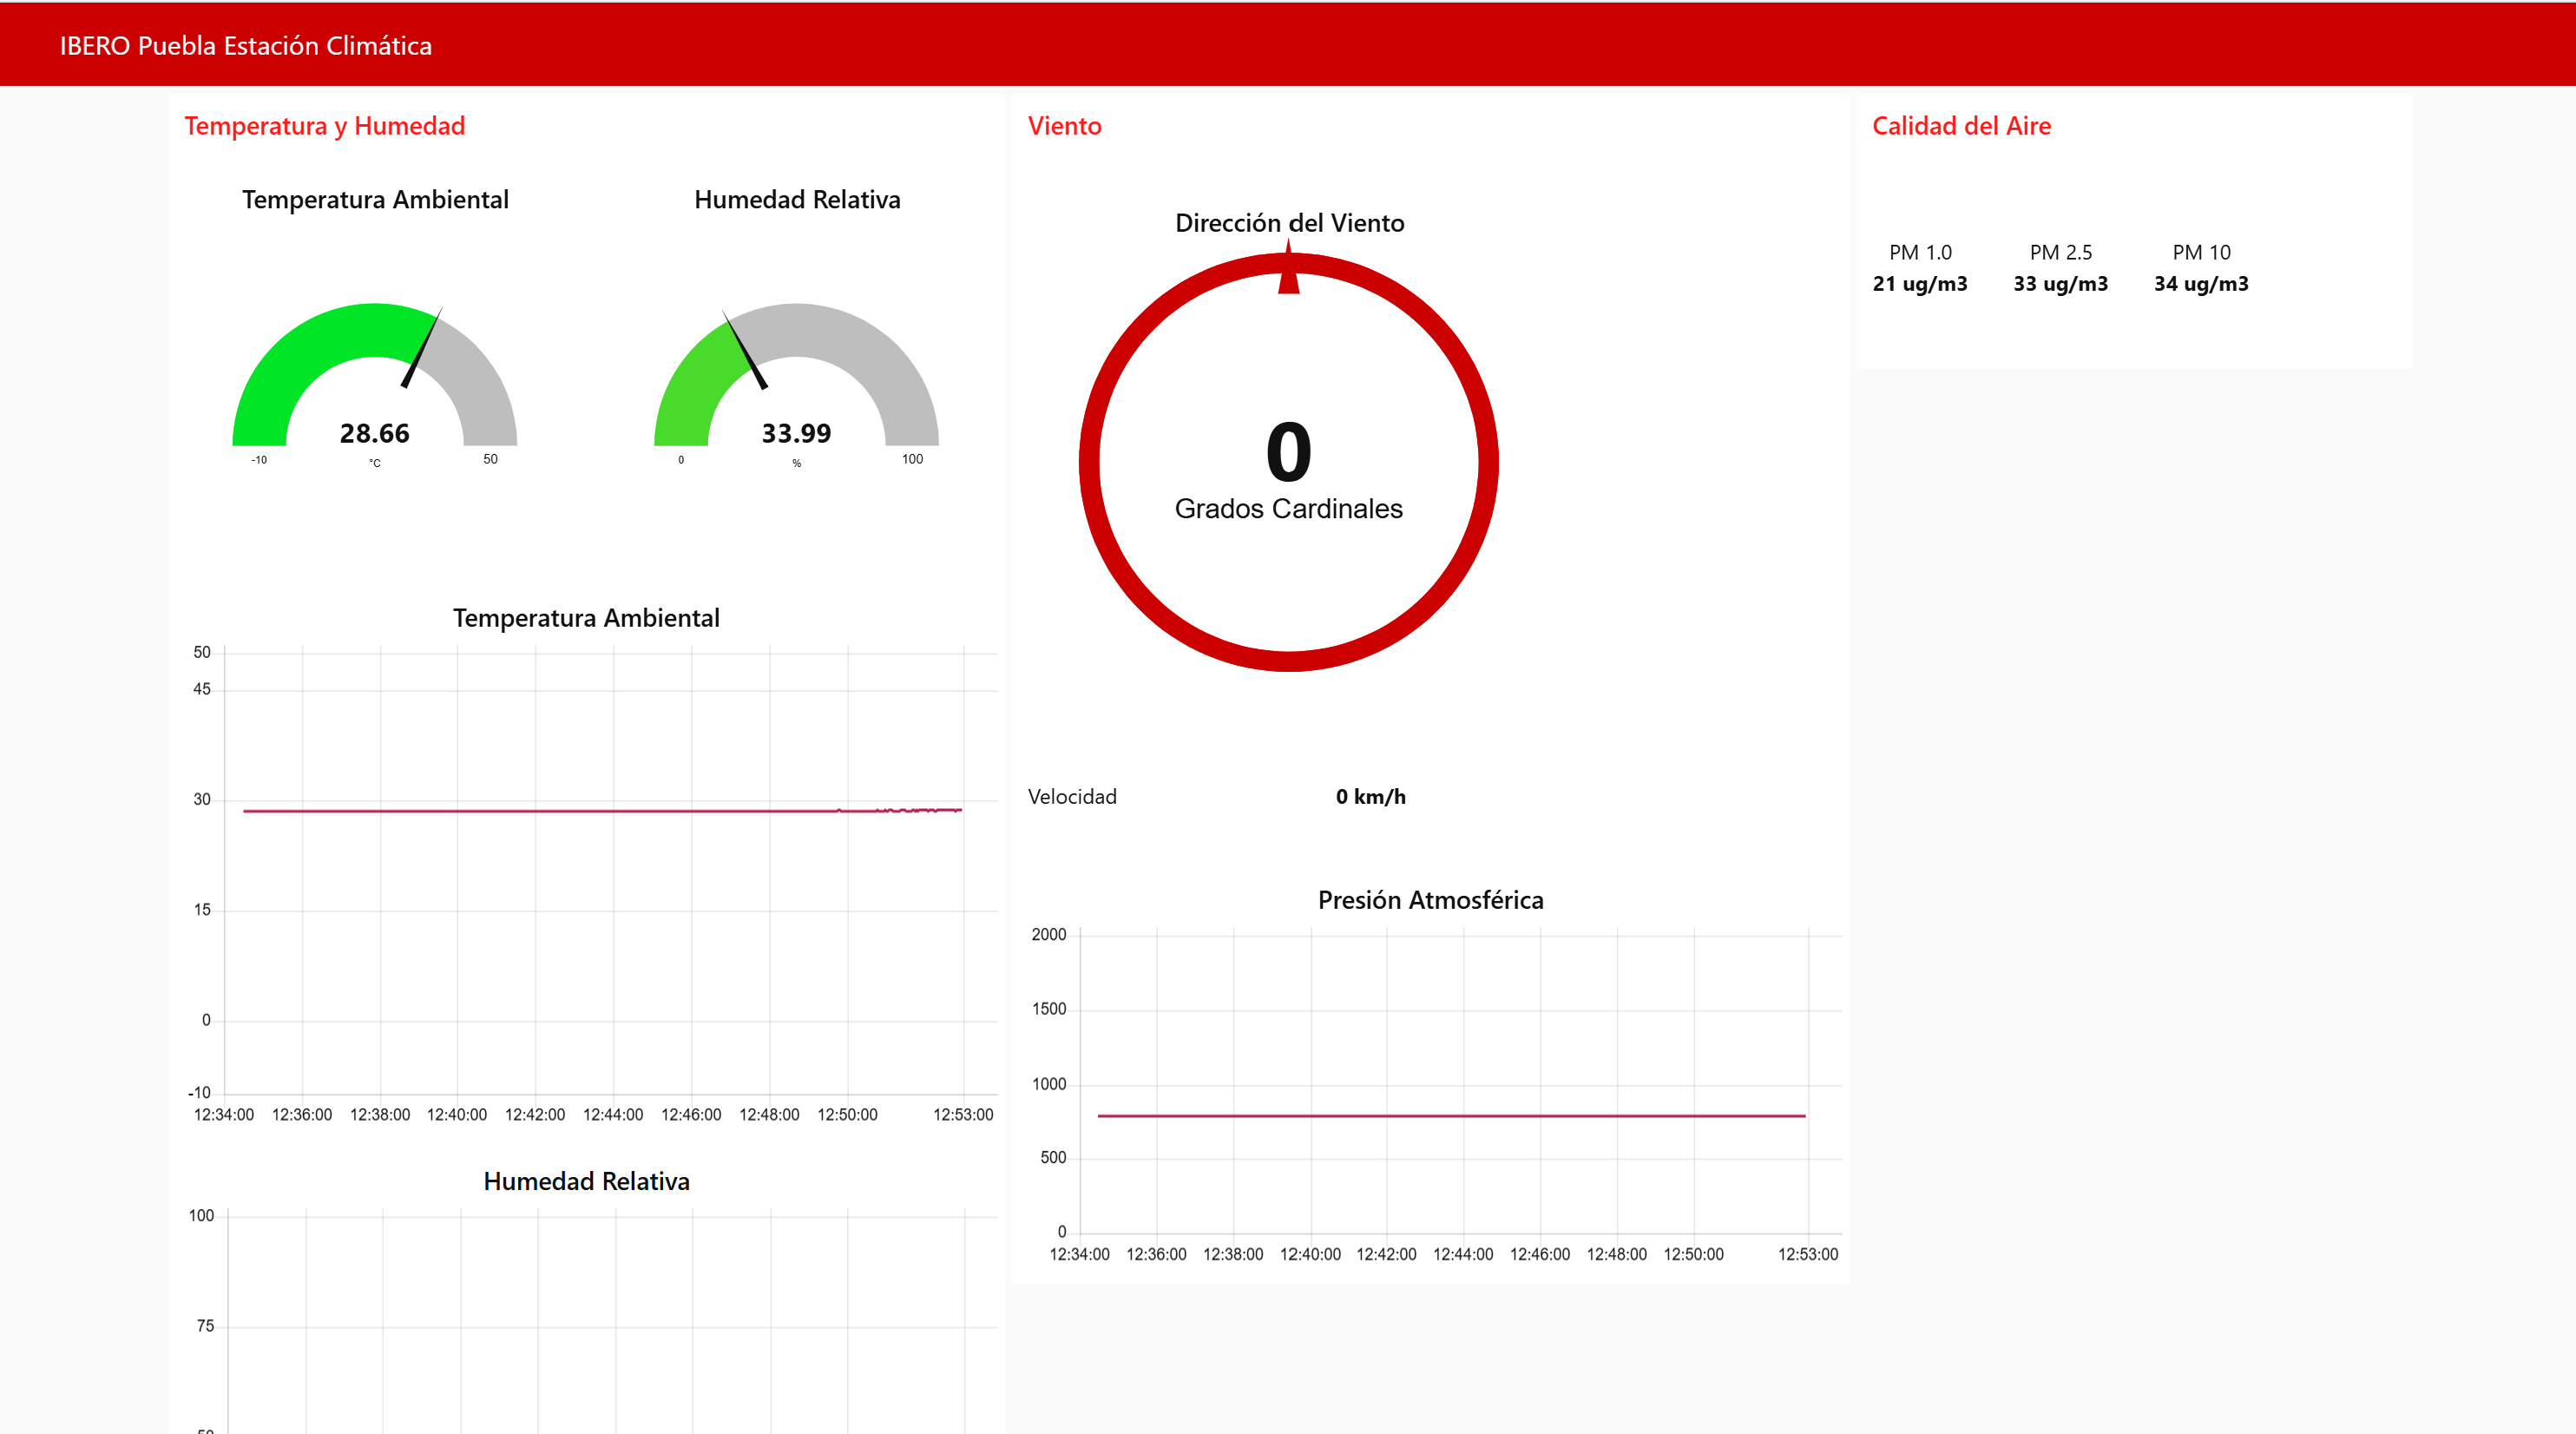 IBERO Puebla Estación Climática
Temperatura y Humedad
Temperatura Ambiental
Humedad Relativa
28.66
-10
°C
50
33.99
0
%
100
Temperatura Ambiental
50
45
30
15
0
-10
12:34:00 12:36:00 12:38:00 12:40:00 12:42:00 12:44:00 12:46:00 12:48:00 12:50:00 12:53:00
Humedad Relativa
100
75
Viento
Dirección del Viento
0
Grados Cardinales
Velocidad 0 km/h
Presión Atmosférica
2000
1500
1000
500
0
12:34:00 12:36:00 12:38:00 12:40:00 12:42:00 12:44:00 12:46:00 12:48:00 12:50:00 12:53:00
Calidad del Aire
PM 1.0 PM 2.5 PM 10
21 ug/m3 33 ug/m3 34 ug/m3